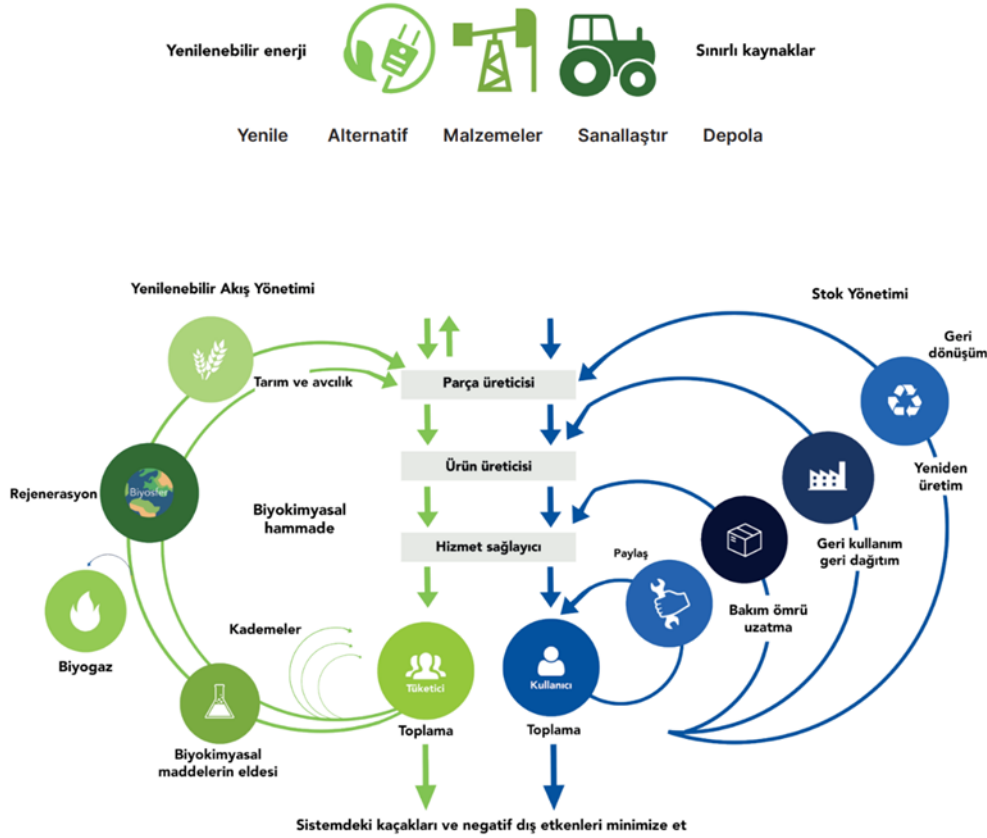 Yenilenebilir enerji
Sınırlı kaynaklar
Yenile Alternatif Malzemeler Sanallaştır Depola
Yenilenebilir Akış Yönetimi
Stok Yönetimi
Geri
dönüşüm
Tarım ve avcılık
Parça üreticisi
Ürün üreticisi
Yeniden
üretim
Biyosfer
Rejenerasyon
Biyokimyasal
hammade
Hizmet sağlayıcı
Paylaş
Geri kullanım
geri dağıtım
Bakım ömrü
uzatma
Kademeler
Biyogaz
Tüketici
Kullanıcı
Toplama
Toplama
Biyokimyasal
maddelerin eldesi
Sistemdeki kaçakları ve negatif dış etkenleri minimize et